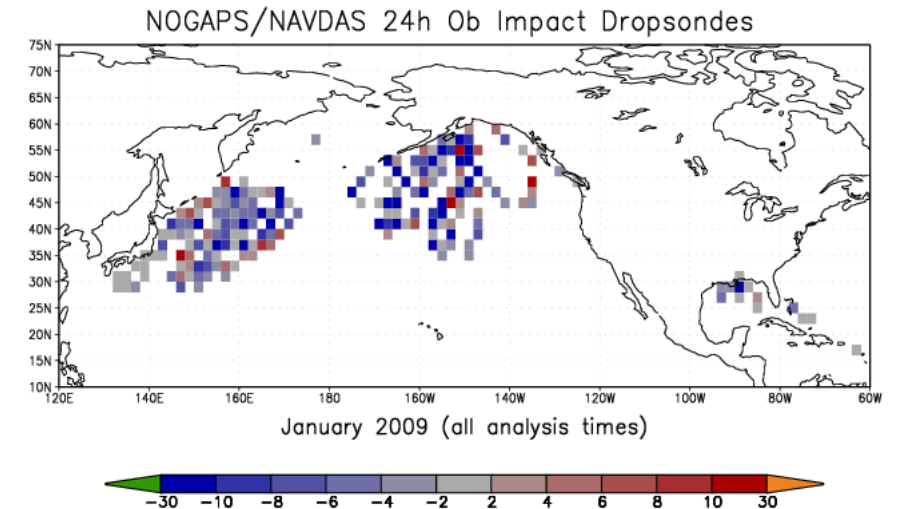 NOGAPS/NAVDAS 24h Ob Impact Dropsondes
75N
70N
65N
60N
55N
50N
45N
40N
35N
30N
25N
20N
15N
10N
120E 140E 160E 180 160W 140W 120W 100W 80W 60W
January 2009 (all analysis times)
-30 -10 -8 -6 -4 -2 2 4 6 8 10 30